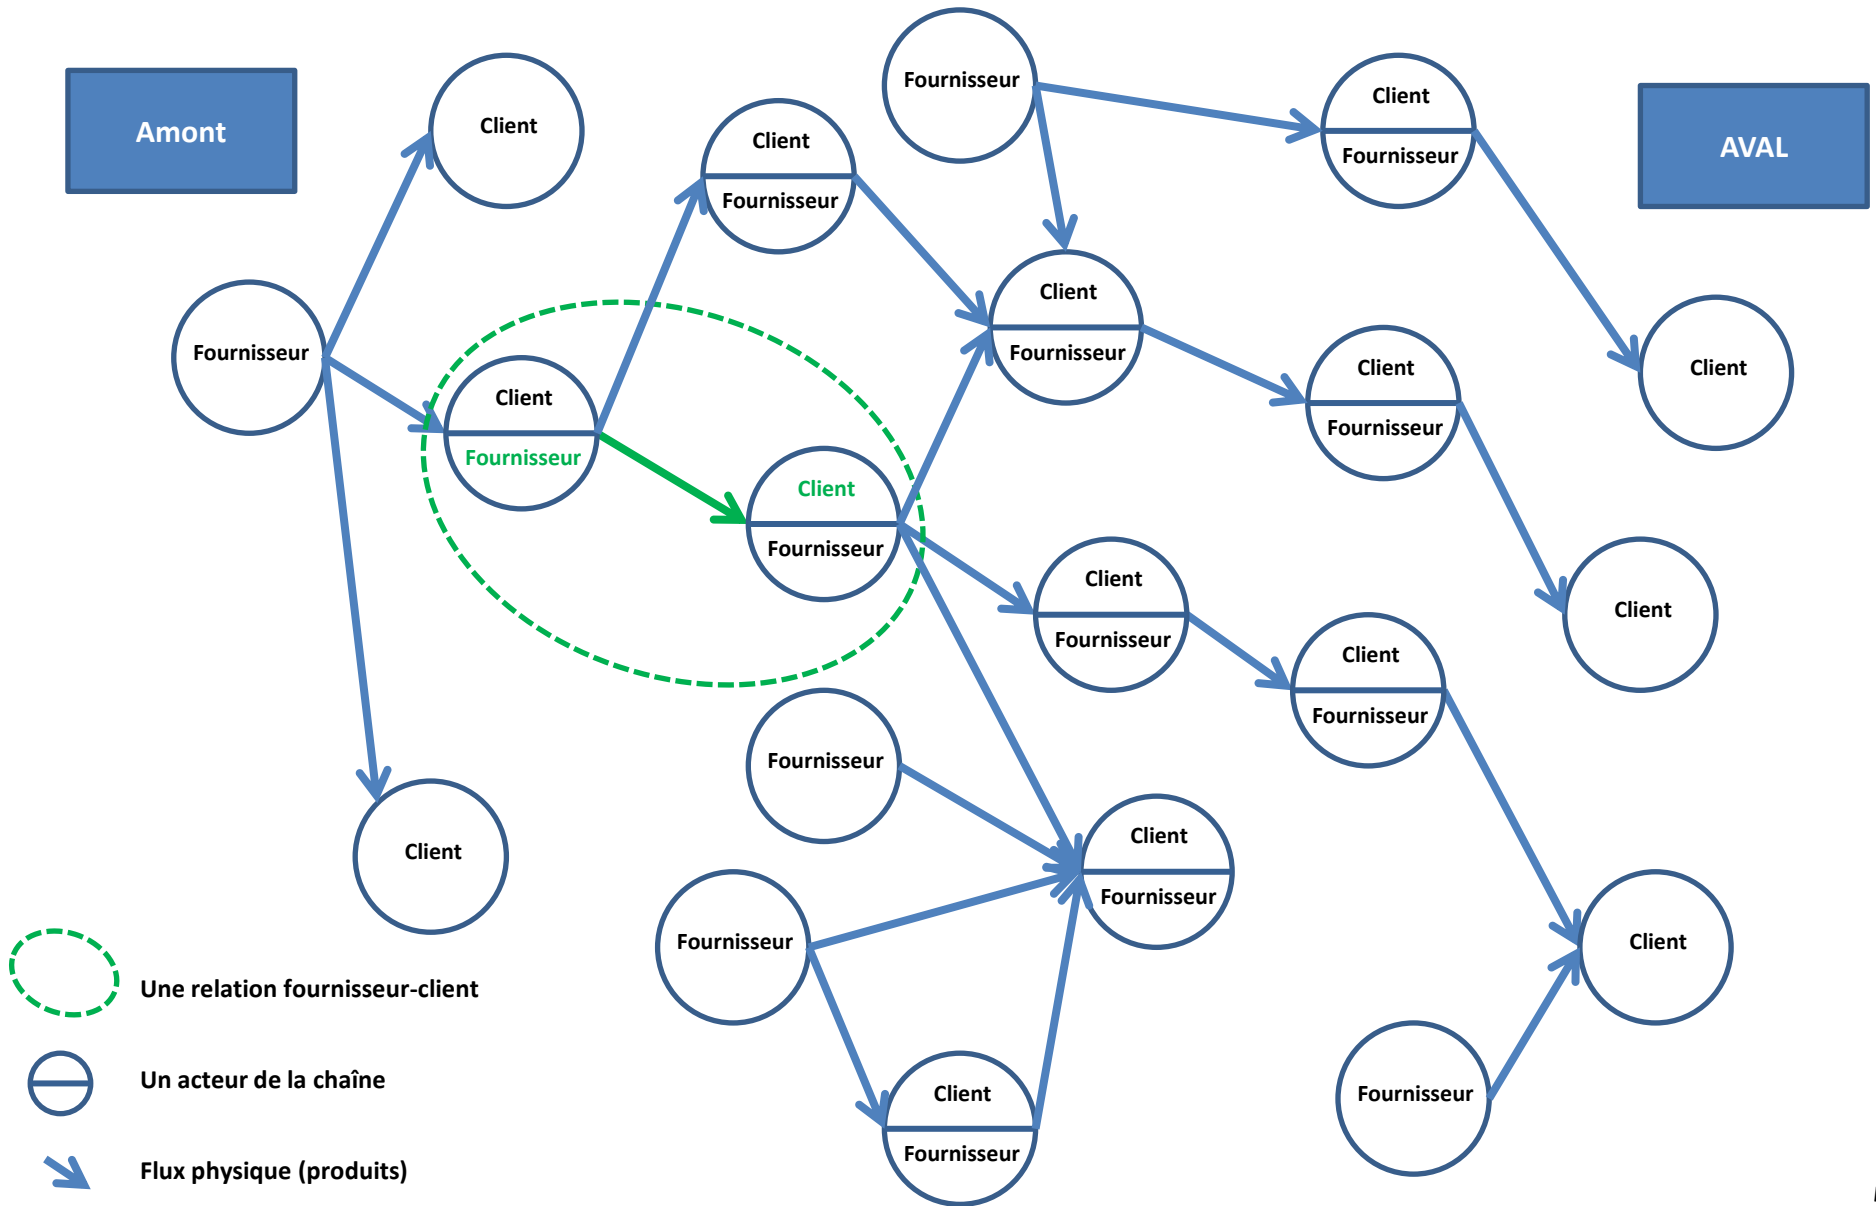 Fournisseur
Client
Client
Amont
Client
AVAL
Client
Fournisseur
Fournisseur
Client
Fournisseur
Fournisseur
Client
Fournisseur
Client
Fournisseur
Client
Client
Fournisseur
Client
Fournisseur
Client
Fournisseur
Client
Client
Fournisseur
Fournisseur
Client
Client
Fournisseur
Fournisseur
Client
Une relation fournisseur-client
Un acteur de la chaîne
Client
Fournisseur
Fournisseur
Flux physique (produits)